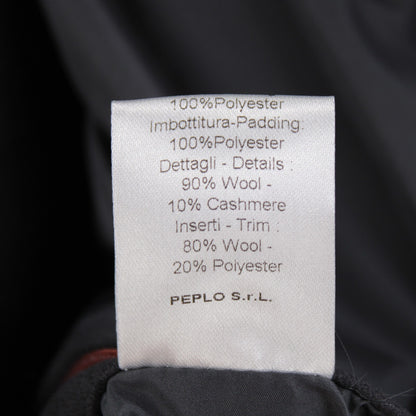 100%Polyester
Imbottitura-Padding:
100%Polyester
Dettagli - Details :
90% Wool -
10% Cashmere
Inserti - Trim :
80% Wool -
20% Polyester
PEPLO S.r.L.